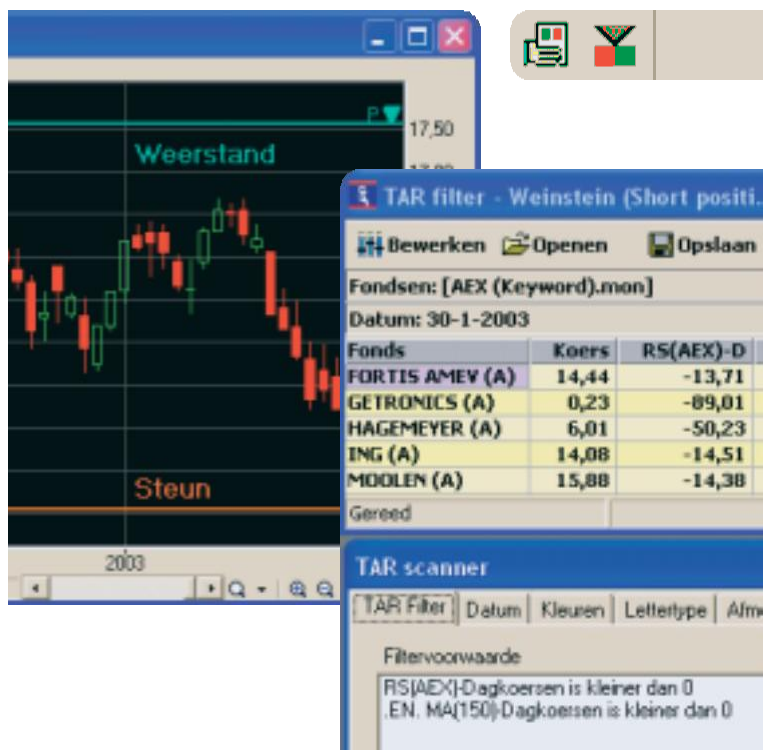 P
17,50
Weerstand
Steun
2003
TAR filter - Weinstein (Short positi..
Bewerken Openen Opslaan
Fondsen: [AEX (Keyword).mon]
Datum: 30-1-2003
Fonds Koers RS(AEX)-D
FORTIS AMEV (A) 14,44 -13,71
GETRONICS (A) 0,23 -89,01
HAGEMEYER (A) 6,01 -50,23
ING (A) 14,08 -14,51
MOOLEN (A) 15,88 -14,38
Gereed
TAR scanner
TAR Filter Datum Kleuren Lettertype Afme
Filtervoorwaarde
RS(AEX)-Dagkoersen is kleiner dan 0
.EN. MA(150)-Dagkoersen is kleiner dan 0